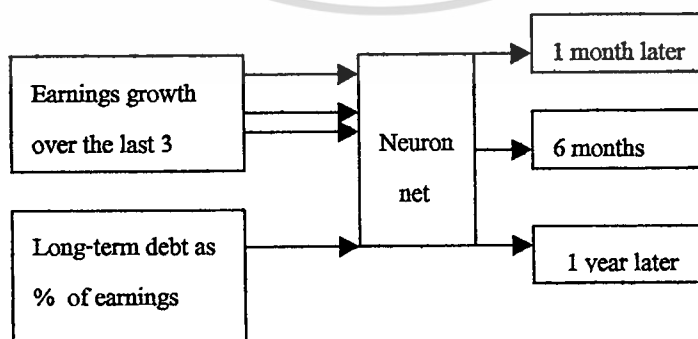 Earnings growth
over the last 3
Long-term debt as
% of earnings
Neuron
net
1 month later
6 months
1 year later